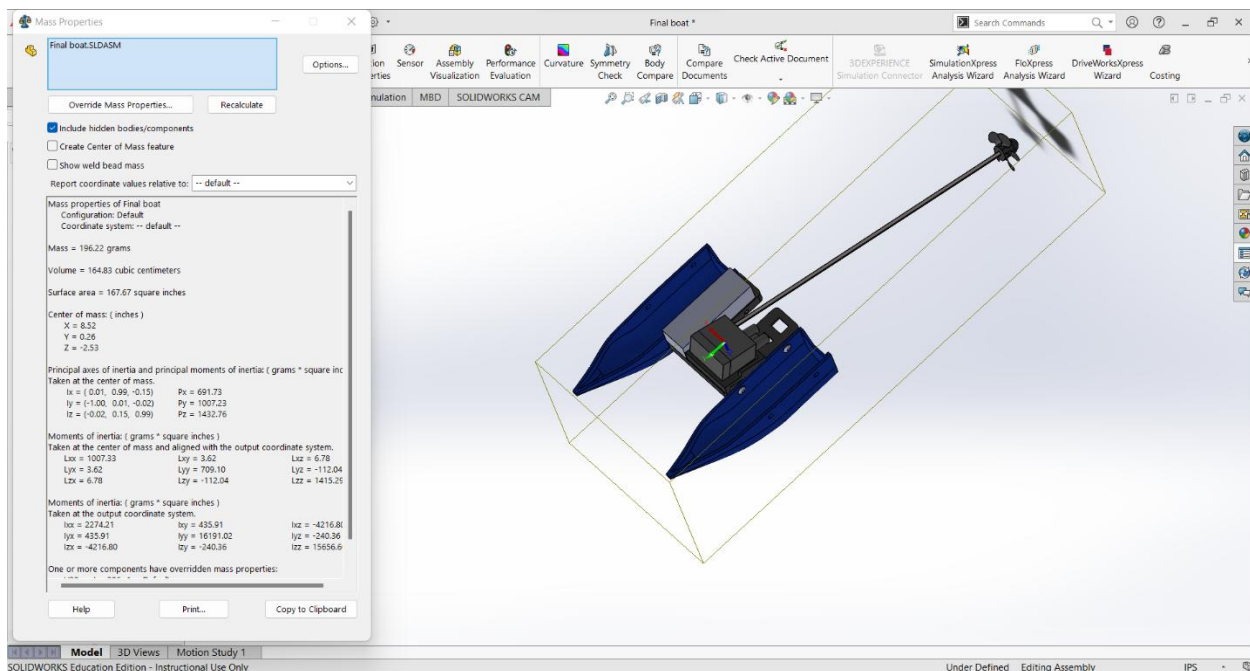 Mass Properties
Final boat *
Search Commands
Final boat.SLDASM
Options...
Override Mass Properties...
Recalculate
Include hidden bodies/components
Create Center of Mass feature
Show weld bead mass
Report coordinate values relative to: -- default --
Mass properties of Final boat
Configuration: Default
Coordinate system: -- default --
Mass = 196.22 grams
Volume = 164.83 cubic centimeters
Surface area = 167.67 square inches
Center of mass: ( inches )
X = 8.52
Y = 0.26
Z = -2.53
Principal axes of inertia and principal moments of inertia: ( grams * square inc
Taken at the center of mass.
Ix = ( 0.01, 0.99, -0.15) Px = 691.73
Iy = (-1.00, 0.01, -0.02) Py = 1007.23
Iz = (-0.02, 0.15, 0.99) Pz = 1432.76
Moments of inertia: ( grams * square inches )
Taken at the center of mass and aligned with the output coordinate system.
Lxx = 1007.33 Lxy = 3.62 Lxz = 6.78
Lyx = 3.62 Lyy = 709.10 Lyz = -112.04
Lzx = 6.78 Lzy = -112.04 Lzz = 1415.29
Moments of inertia: ( grams * square inches )
Taken at the output coordinate system.
Ixx = 2274.21 Ixy = 435.91 Ixz = -4216.80
Iyx = 435.91 Iyy = 16191.02 Iyz = -240.36
Izx = -4216.80 Izy = -240.36 Izz = 15656.6
One or more components have overridden mass properties:
Help
Print...
Copy to Clipboard
Sensor
Assembly Visualization
Performance Evaluation
Curvature
Symmetry Check
Body Compare
Compare Documents
Check Active Document
3DEXPERIENCE Simulation Connector
SimulationXpress Analysis Wizard
FloXpress Analysis Wizard
DriveWorksXpress Wizard
Costing
MBD
SOLIDWORKS CAM
Model
3D Views
Motion Study 1
SOLIDWORKS Education Edition - Instructional Use Only
Under Defined
Editing Assembly
IPS